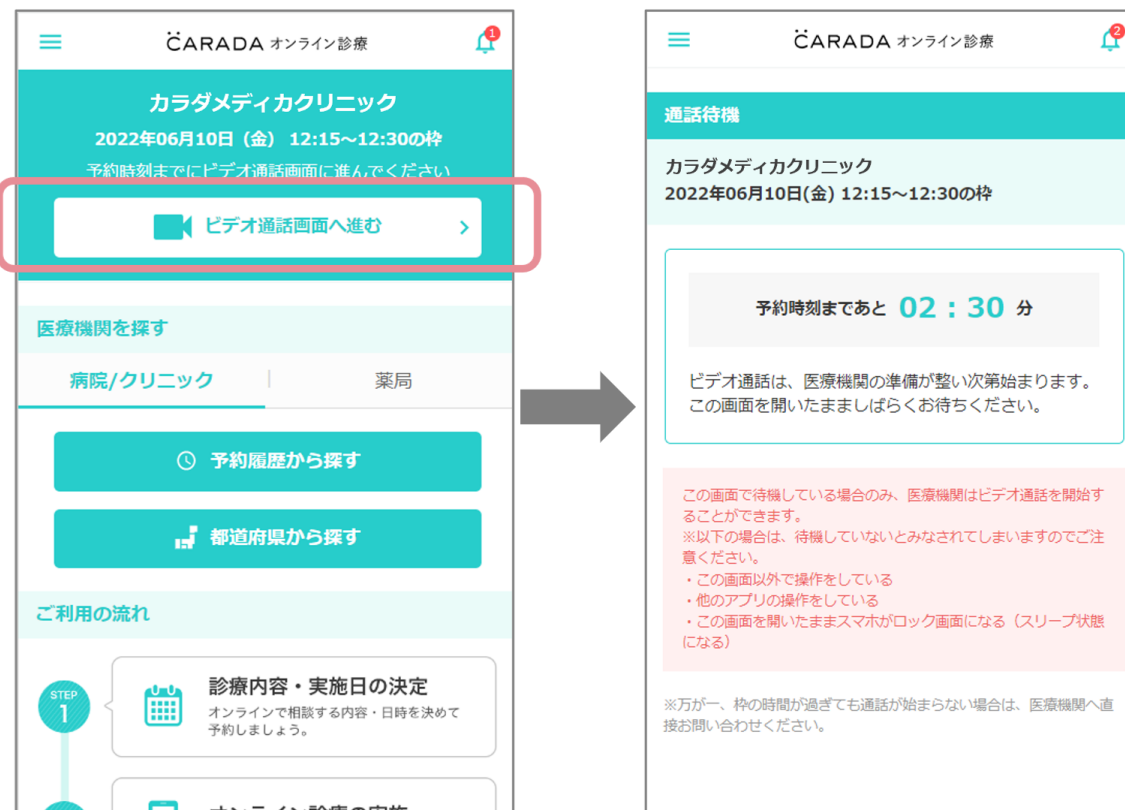 CARADA オンライン診療
1
カラダメディカクリニック
2022年06月10日（金） 12:15～12:30の枠
予約時刻までにビデオ通話画面に進んでください
ビデオ通話画面へ進む
医療機関を探す
病院/クリニック
薬局
予約履歴から探す
都道府県から探す
ご利用の流れ
STEP
1
診療内容・実施日の決定
オンラインで相談する内容・日時を決めて
予約しましょう。
オンライン診療の実施
CARADA オンライン診療
2
通話待機
カラダメディカクリニック
2022年06月10日(金) 12:15～12:30の枠
予約時刻まであと 02：30 分
ビデオ通話は、医療機関の準備が整い次第始まります。
この画面を開いたまましばらくお待ちください。
この画面で待機している場合のみ、医療機関はビデオ通話を開始す
ることができます。
※以下の場合は、待機していないとみなされてしまいますのでご注
意ください。
・この画面以外で操作をしている
・他のアプリの操作をしている
・この画面を開いたままスマホがロック画面になる（スリープ状態
になる）
※万が一、枠の時間が過ぎても通話が始まらない場合は、医療機関へ直
接お問い合わせください。